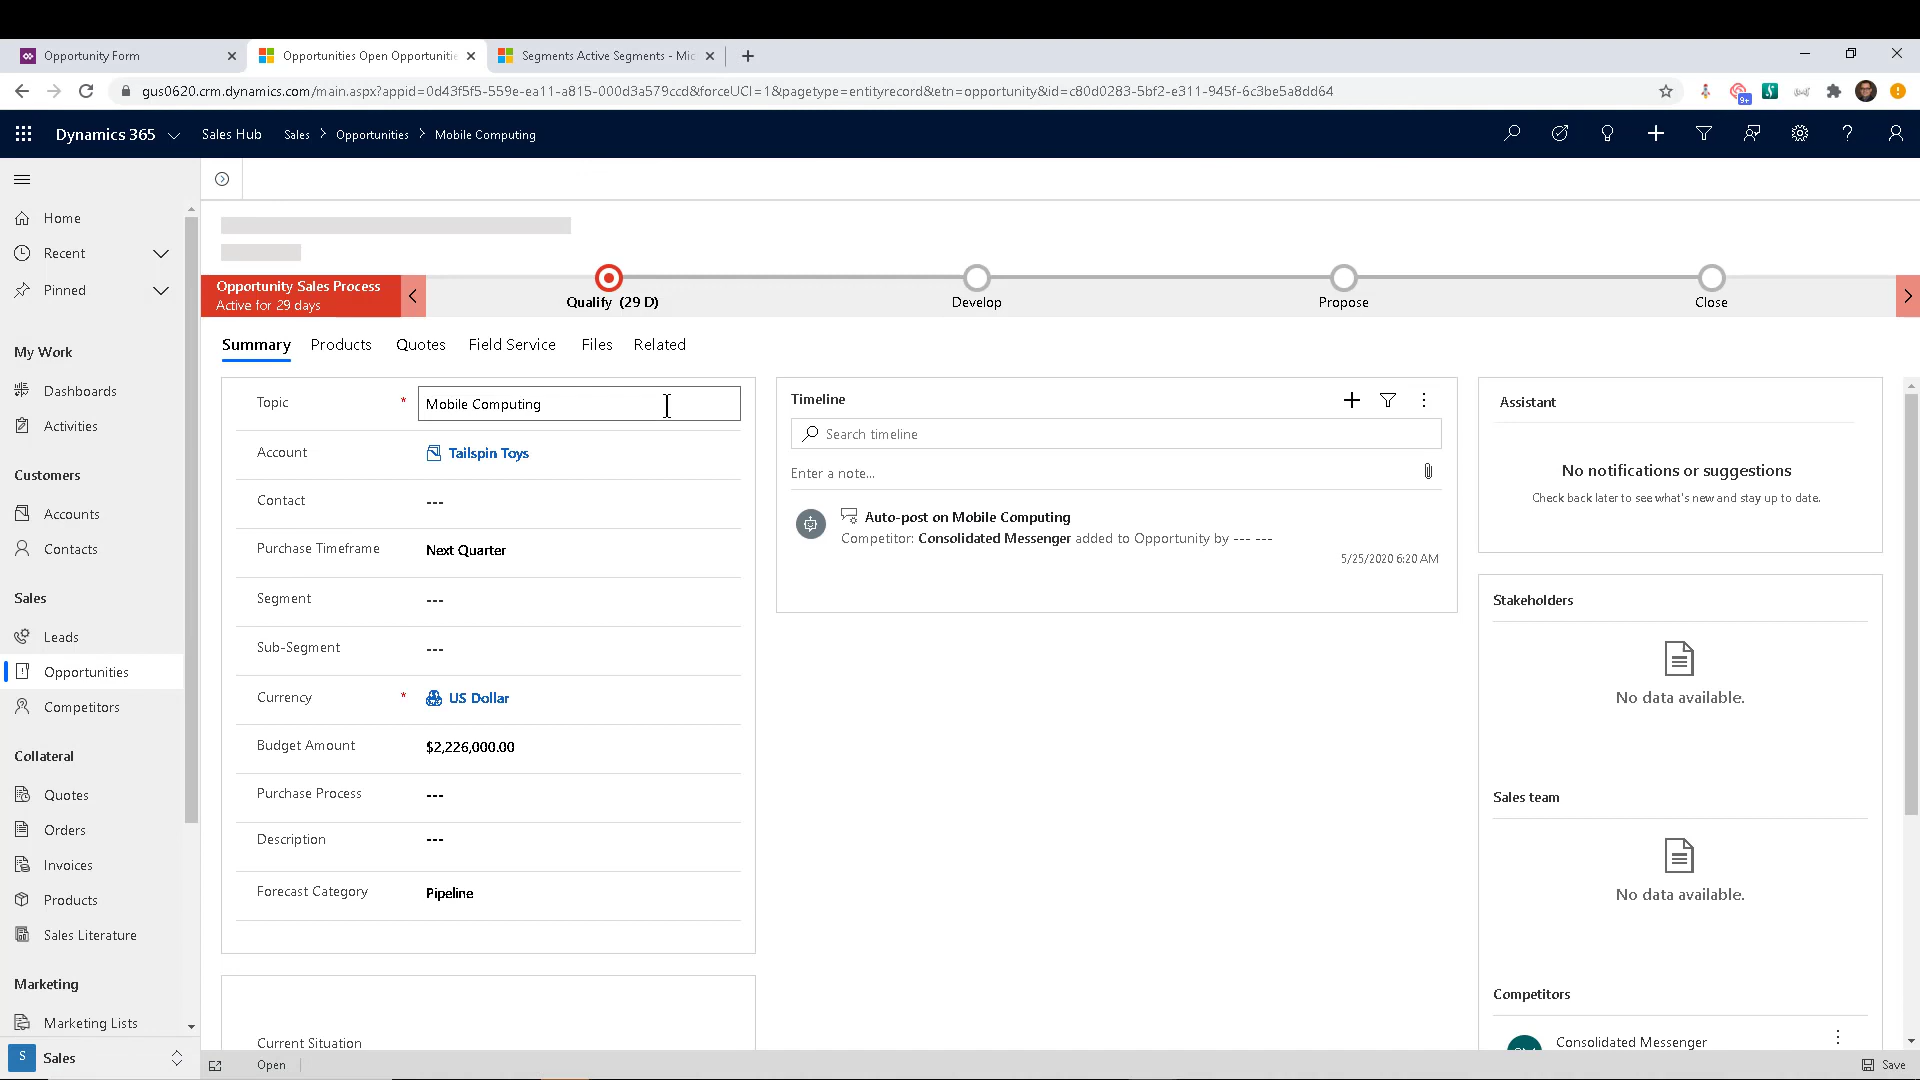 Opportunity Form
Opportunities Open Opportunitie
Segments Active Segments - Mic
gus0620.crm.dynamics.com/main.aspx?appid=0d43f5f5-559e-ea11-a815-000d3a579ccd&forceUCI=1&pagetype=entityrecord&etn=opportunity&id=c80d0283-5bf2-e311-945f-6c3be5a8dd64
9+
Dynamics 365
Sales Hub
Sales > Opportunities > Mobile Computing
Home
Recent
Pinned
My Work
Dashboards
Activities
Customers
Accounts
Contacts
Sales
Leads
Opportunities
Competitors
Collateral
Quotes
Orders
Invoices
Products
Sales Literature
Marketing
Marketing Lists
S Sales
Opportunity Sales Process
Active for 29 days
Qualify (29 D)
Develop
Propose
Close
Summary Products Quotes Field Service Files Related
Topic * Mobile Computing
Account Tailspin Toys
Contact ---
Purchase Timeframe Next Quarter
Segment ---
Sub-Segment ---
Currency * US Dollar
Budget Amount $2,226,000.00
Purchase Process ---
Description ---
Forecast Category Pipeline
Current Situation
Timeline
Search timeline
Enter a note...
Auto-post on Mobile Computing
Competitor: Consolidated Messenger added to Opportunity by --- ---
5/25/2020 6:20 AM
Assistant
No notifications or suggestions
Check back later to see what's new and stay up to date.
Stakeholders
No data available.
Sales team
No data available.
Competitors
Consolidated Messenger
Open
Save